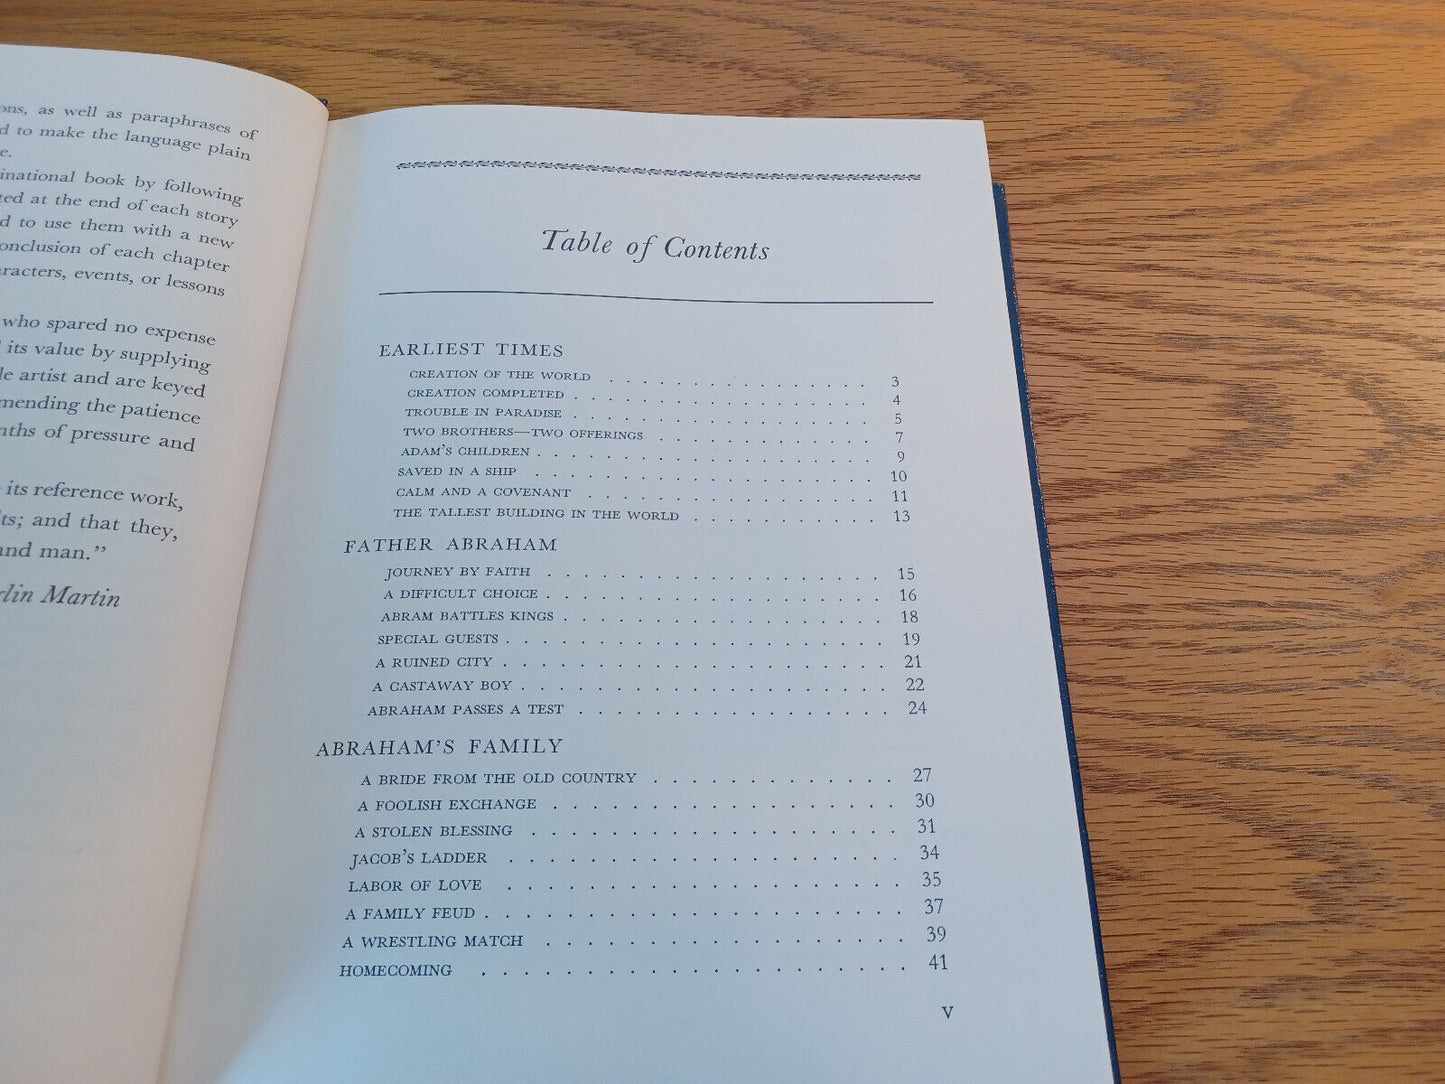 ons, as well as paraphrases of
d to make the language plain
e.
inational book by following
ted at the end of each story
d to use them with a new
onclusion of each chapter
aracters, events, or lessons
who spared no expense
its value by supplying
le artist and are keyed
mending the patience
nths of pressure and
its reference work,
lts; and that they,
and man.”
rlin Martin
Table of Contents
EARLIEST TIMES
CREATION OF THE WORLD . . . . . . . . . . . . . . . 3
CREATION COMPLETED . . . . . . . . . . . . . . . . 4
TROUBLE IN PARADISE . . . . . . . . . . . . . . . . 5
TWO BROTHERS—TWO OFFERINGS . . . . . . . . . . . . 7
ADAM’S CHILDREN . . . . . . . . . . . . . . . . . . 9
SAVED IN A SHIP . . . . . . . . . . . . . . . . . . 10
CALM AND A COVENANT . . . . . . . . . . . . . . . 11
THE TALLEST BUILDING IN THE WORLD . . . . . . . . . . 13
FATHER ABRAHAM
JOURNEY BY FAITH . . . . . . . . . . . . . . . . . . 15
A DIFFICULT CHOICE . . . . . . . . . . . . . . . . . . 16
ABRAM BATTLES KINGS . . . . . . . . . . . . . . . . . 18
SPECIAL GUESTS . . . . . . . . . . . . . . . . . . . . 19
A RUINED CITY . . . . . . . . . . . . . . . . . . . . 21
A CASTAWAY BOY . . . . . . . . . . . . . . . . . . . . 22
ABRAHAM PASSES A TEST . . . . . . . . . . . . . . . . 24
ABRAHAM’S FAMILY
A BRIDE FROM THE OLD COUNTRY . . . . . . . . . . . . . 27
A FOOLISH EXCHANGE . . . . . . . . . . . . . . . . . . 30
A STOLEN BLESSING . . . . . . . . . . . . . . . . . . . 31
JACOB’S LADDER . . . . . . . . . . . . . . . . . . . . 34
LABOR OF LOVE . . . . . . . . . . . . . . . . . . . . 35
A FAMILY FEUD . . . . . . . . . . . . . . . . . . . . . 37
A WRESTLING MATCH . . . . . . . . . . . . . . . . . . 39
HOMECOMING . . . . . . . . . . . . . . . . . . . . . 41
v